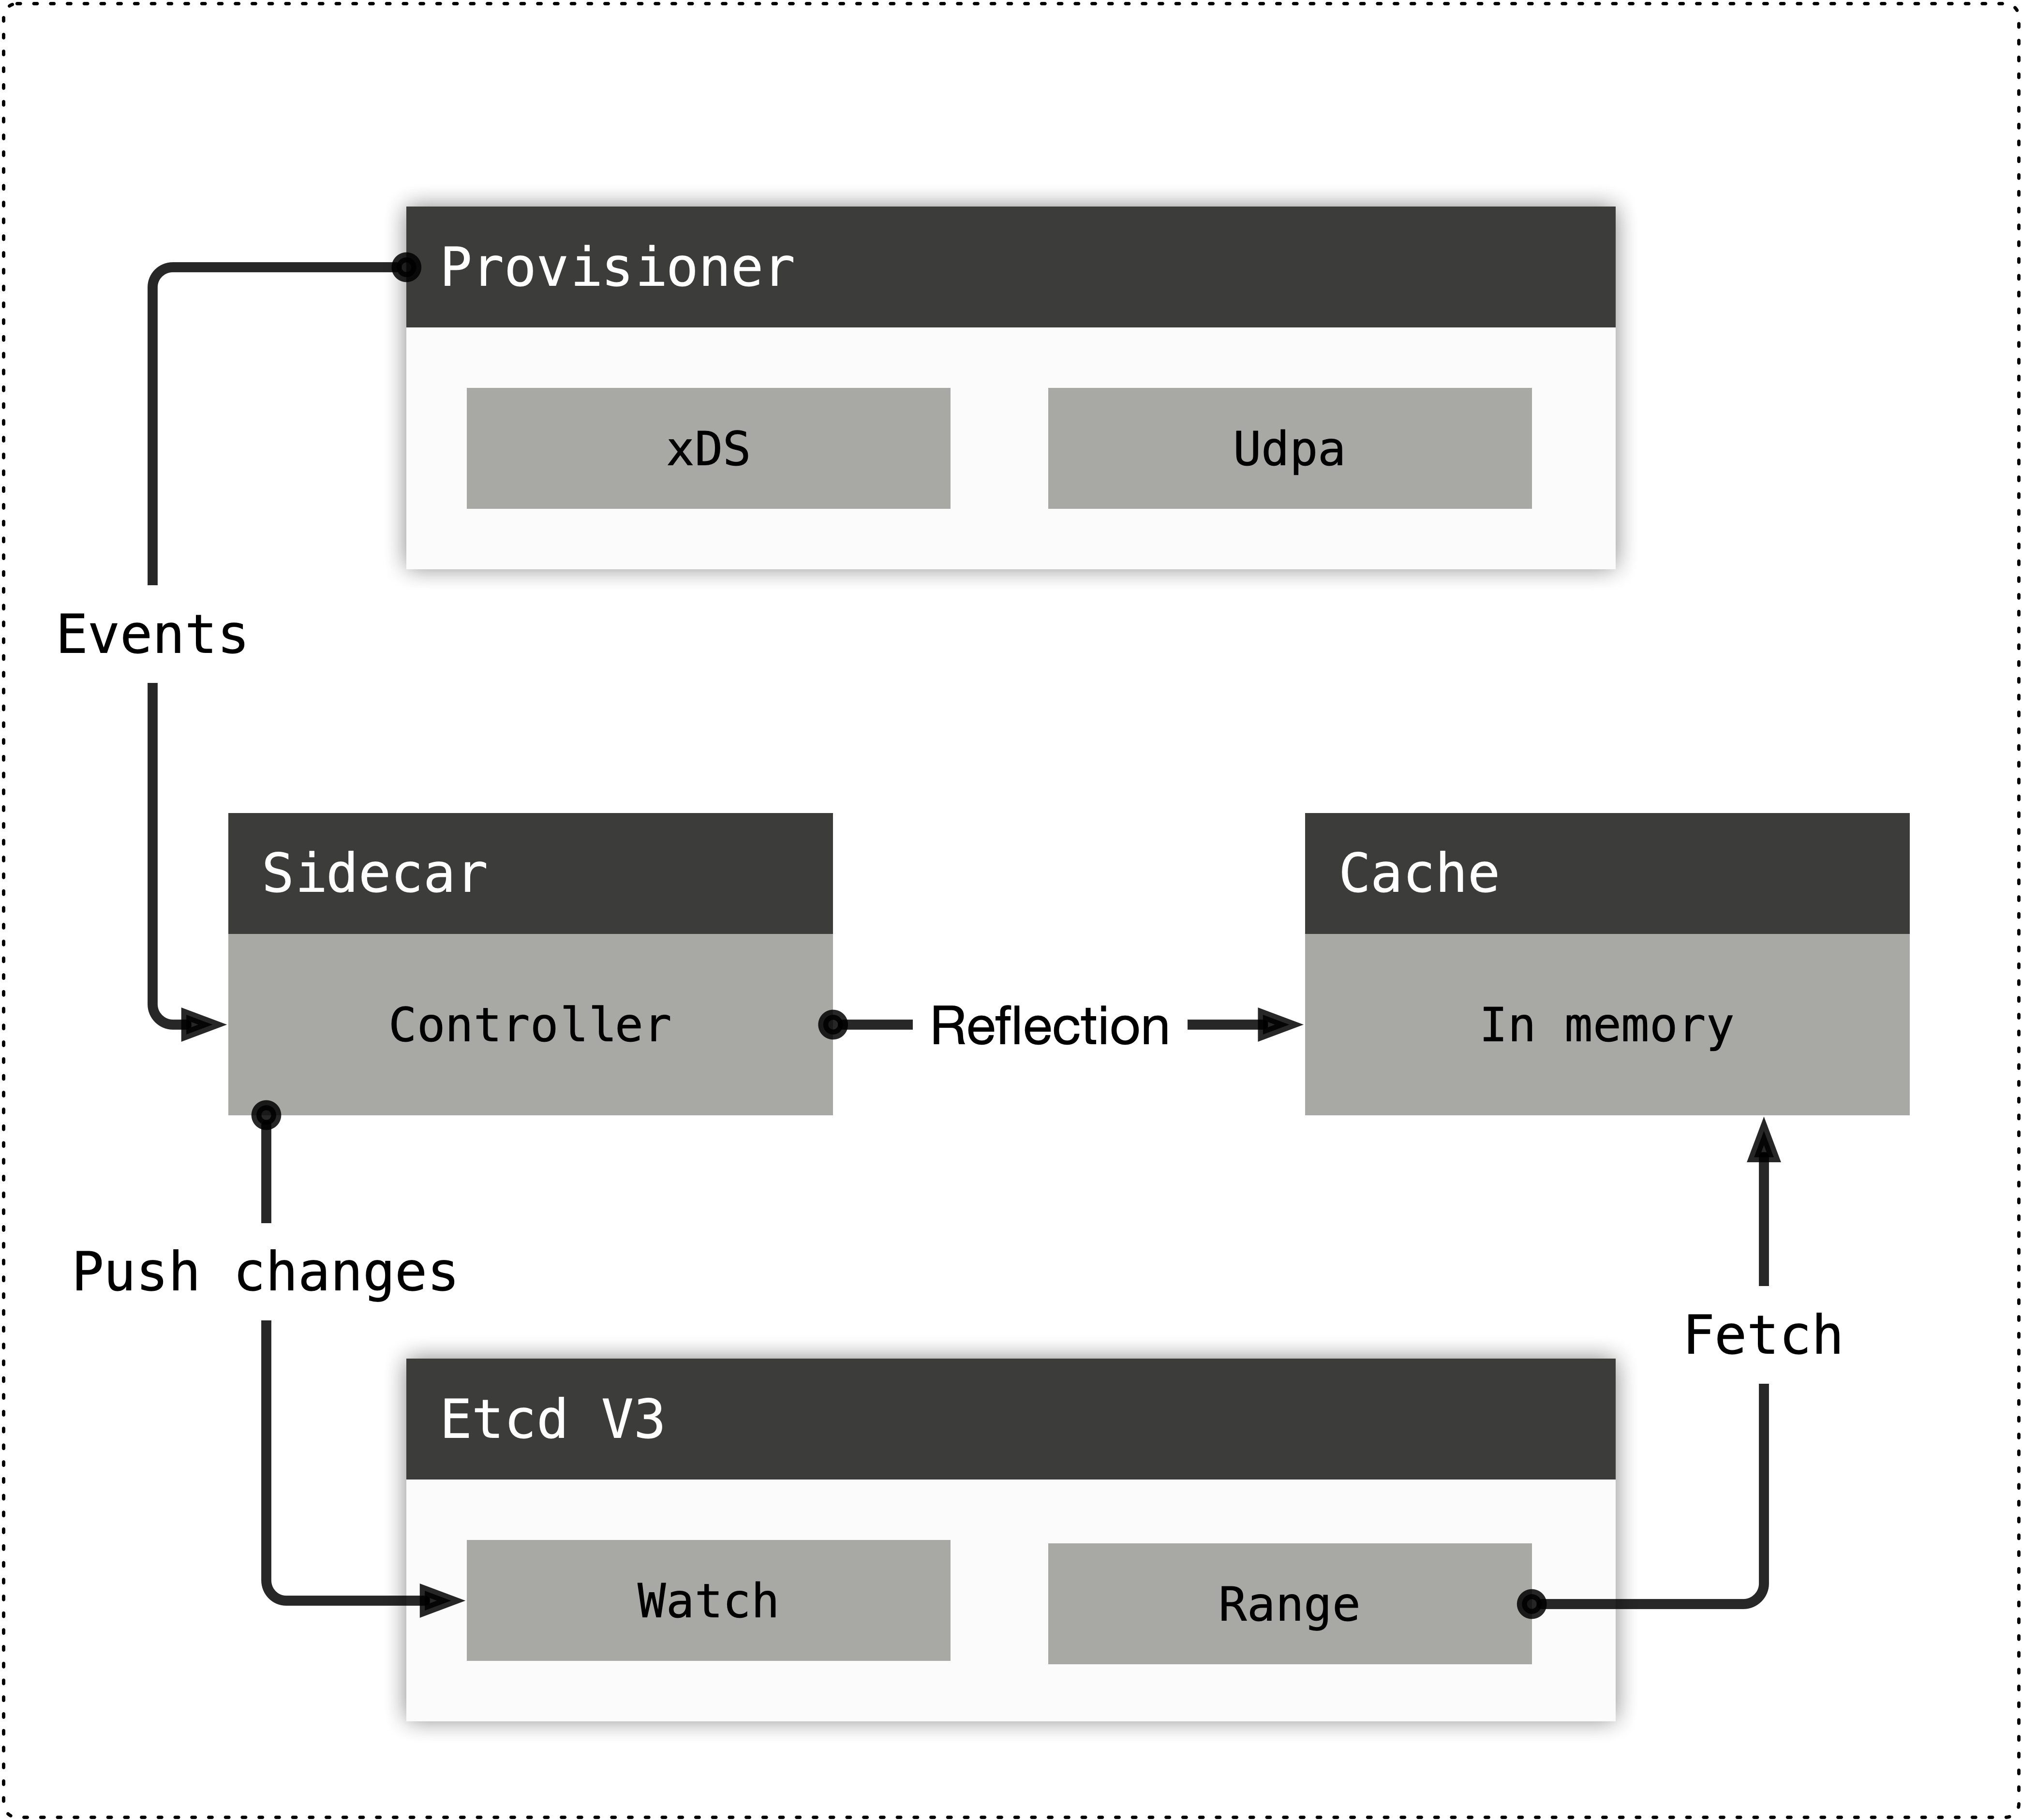 Provisioner
xDS
Udpa
Events
Sidecar
Controller
Reflection
Cache
In memory
Push changes
Fetch
Etcd V3
Watch
Range